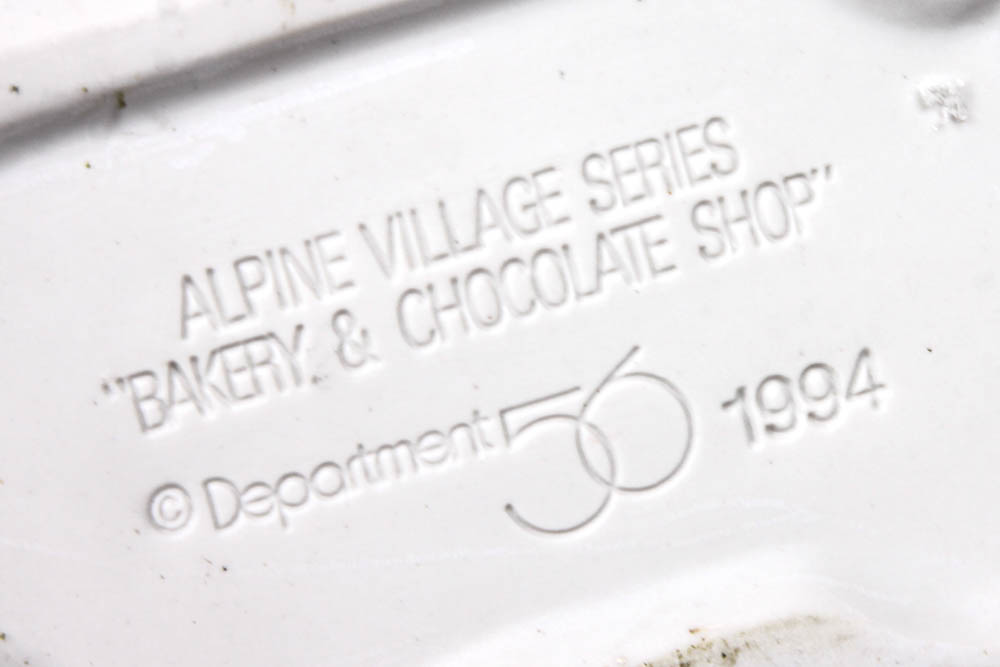 ALPINE VILLAGE SERIES
"BAKERY & CHOCOLATE SHOP"
© Department 56 1994